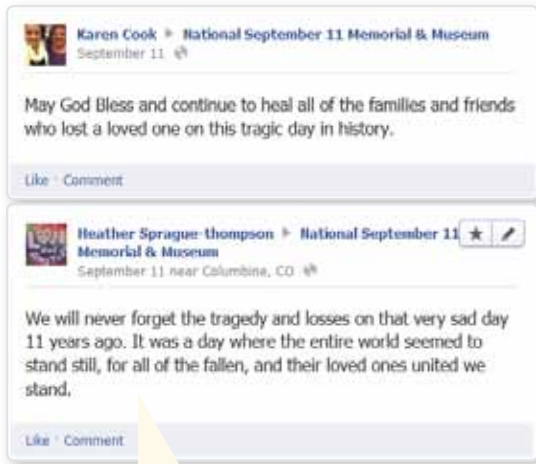 Karen Cook ▸ National September 11 Memorial & Museum
September 11
May God Bless and continue to heal all of the families and friends
who lost a loved one on this tragic day in history.
Like · Comment
Heather Sprague-thompson ▸ National September 11
Memorial & Museum
September 11 near Columbine, CO
We will never forget the tragedy and losses on that very sad day
11 years ago. It was a day where the entire world seemed to
stand still, for all of the fallen, and their loved ones united we
stand.
Like · Comment